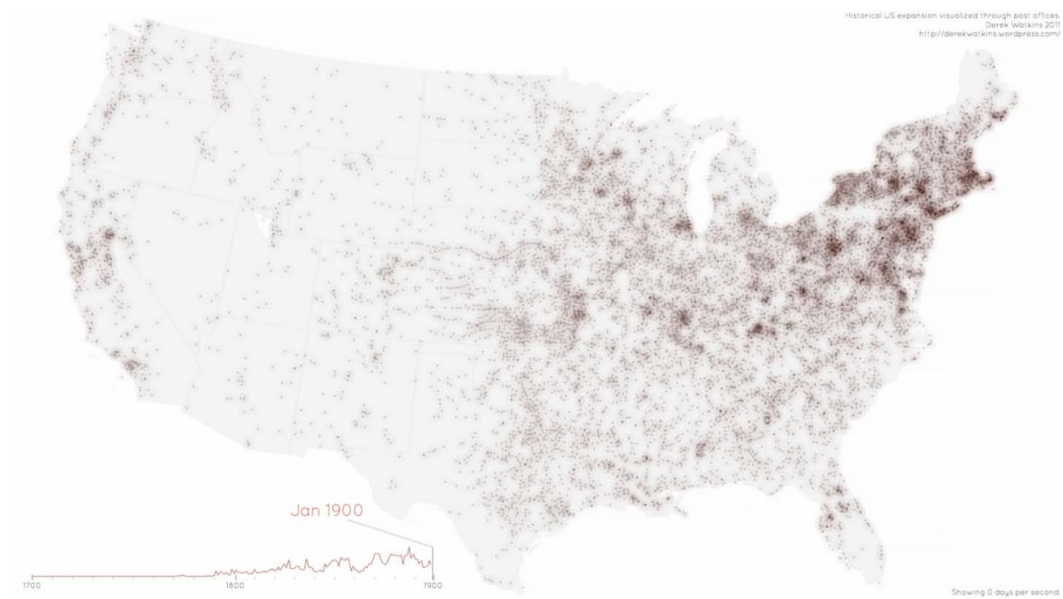 Historical US expansion visualized through post offices.
Derek Watkins 2011
http://derekwatkins.wordpress.com/
Jan 1900
1700
1800
1900
Showing 0 days per second.